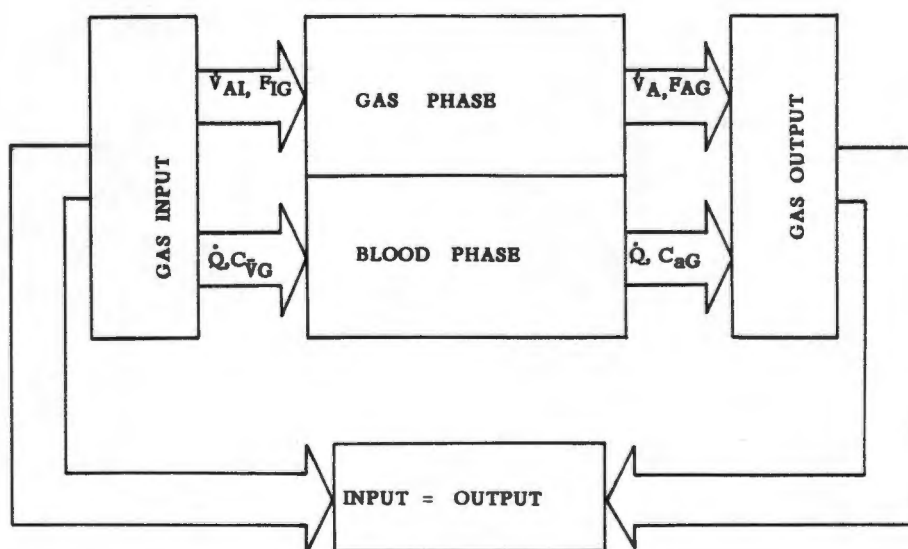 V̇AI, FIG
GAS PHASE
V̇A, FAG
GAS INPUT
GAS OUTPUT
Q̇,Cv̄G
BLOOD PHASE
Q̇, CaG
INPUT = OUTPUT